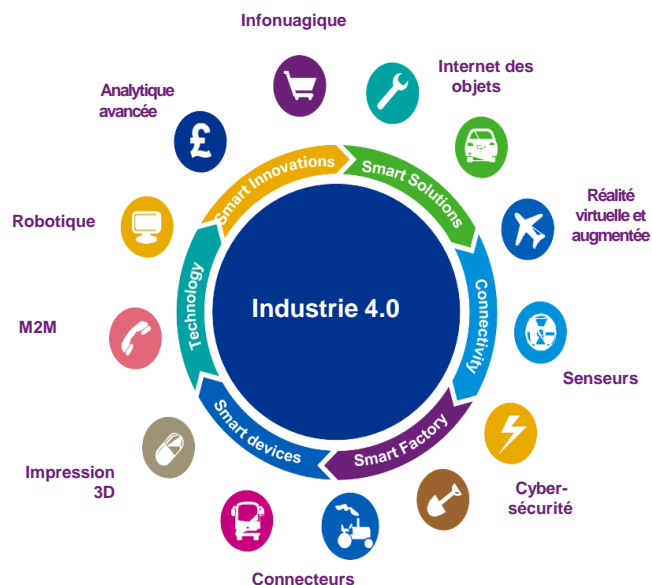 Infonuagique
Internet des
objets
Analytique
avancée
Réalité
virtuelle et
augmentée
Robotique
M2M
Senseurs
Impression
3D
Cyber-
sécurité
Connecteurs
Smart Innovations
Smart Solutions
Connectivity
Smart Factory
Smart devices
Technology
Industrie 4.0
£